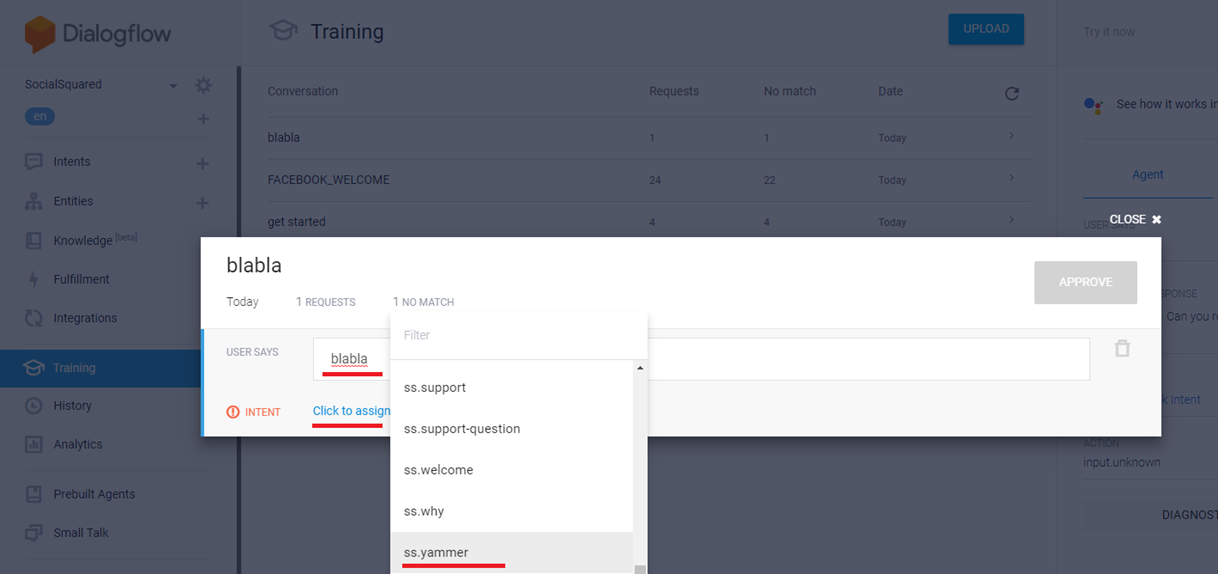 Dialogflow
Training
UPLOAD
Try it now
SocialSquared
en
Conversation Requests No match Date
See how it works in
blabla 1 1 Today
Intents
FACEBOOK_WELCOME 24 22 Today
Agent
Entities
get started 4 4 Today
CLOSE ✖
USER SAYS
Knowledge [beta]
blabla
Fulfillment
APPROVE
Today 1 REQUESTS 1 NO MATCH
PONSE
Integrations
. Can you r
Filter
USER SAYS blabla
Training
ss.support
k Intent
History
INTENT Click to assign
ss.support-question
ACTION
Analytics
input.unknown
ss.welcome
Prebuilt Agents
ss.why
DIAGNOST
Small Talk
ss.yammer